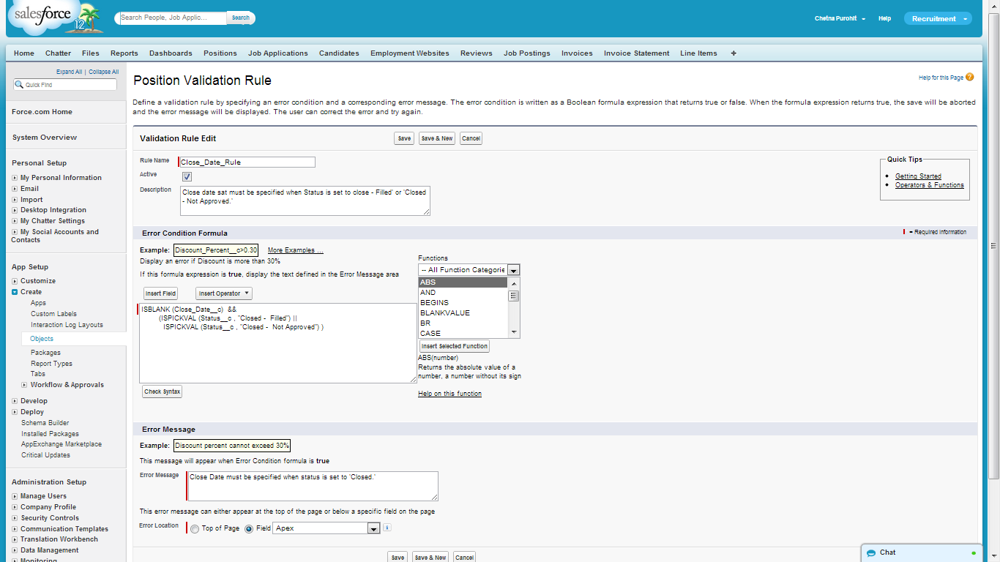 salesforce
12
Search People, Job Applic...
Search
Chetna Purohit
Help
Recruitment
Home Chatter Files Reports Dashboards Positions Job Applications Candidates Employment Websites Reviews Job Postings Invoices Invoice Statement Line Items +
Expand All | Collapse All
Quick Find
Force.com Home
System Overview
Personal Setup
My Personal Information
Email
Import
Desktop Integration
My Chatter Settings
My Social Accounts and
Contacts
App Setup
Customize
Create
Apps
Custom Labels
Interaction Log Layouts
Objects
Packages
Report Types
Tabs
Workflow & Approvals
Develop
Deploy
Schema Builder
Installed Packages
AppExchange Marketplace
Critical Updates
Administration Setup
Manage Users
Company Profile
Security Controls
Communication Templates
Translation Workbench
Data Management
Monitoring
Position Validation Rule
Help for this Page ?
Define a validation rule by specifying an error condition and a corresponding error message. The error condition is written as a Boolean formula expression that returns true or false. When the formula expression returns true, the save will be aborted
and the error message will be displayed. The user can correct the error and try again.
Validation Rule Edit
Save Save & New Cancel
Rule Name Close_Date_Rule
Active
Description Close date sat must be specified when Status is set to close - Filled' or 'Closed
- Not Approved.'
Quick Tips
Getting Started
Operators & Functions
Error Condition Formula
= Required Information
Example: Discount_Percent__c>0.30 More Examples ...
Display an error if Discount is more than 30%
If this formula expression is true, display the text defined in the Error Message area
Insert Field Insert Operator
ISBLANK (Close_Date__c) &&
(ISPICKVAL (Status__c , "Closed - Filled") ||
ISPICKVAL (Status__c , "Closed - Not Approved") )
Check Syntax
Functions
-- All Function Categorie
ABS
AND
BEGINS
BLANKVALUE
BR
CASE
Insert Selected Function
ABS(number)
Returns the absolute value of a
number, a number without its sign
Help on this function
Error Message
Example: Discount percent cannot exceed 30%
This message will appear when Error Condition formula is true
Error Message Close Date must be specified when status is set to 'Closed.'
This error message can either appear at the top of the page or below a specific field on the page
Error Location Top of Page Field Apex i
Save Save & New Cancel
Chat